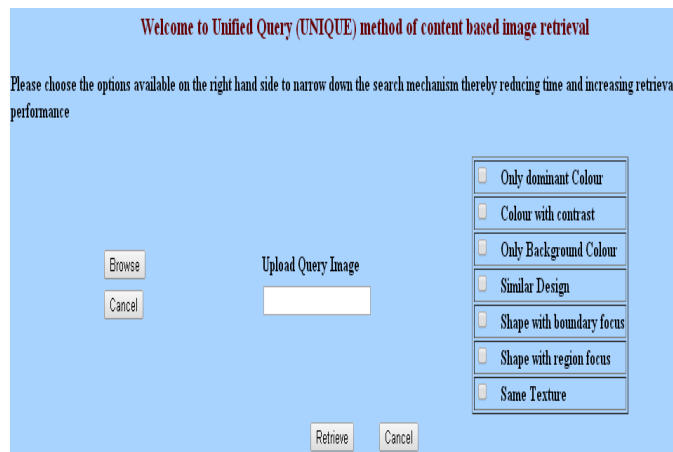 Welcome to Unified Query (UNIQUE) method of content based image retrieval
Please choose the options available on the right hand side to narrow down the search mechanism thereby reducing time and increasing retrieva
performance
Only dominant Colour
Colour with contrast
Only Background Colour
Similar Design
Shape with boundary focus
Shape with region focus
Same Texture
Browse
Upload Query Image
Cancel
Retrieve
Cancel